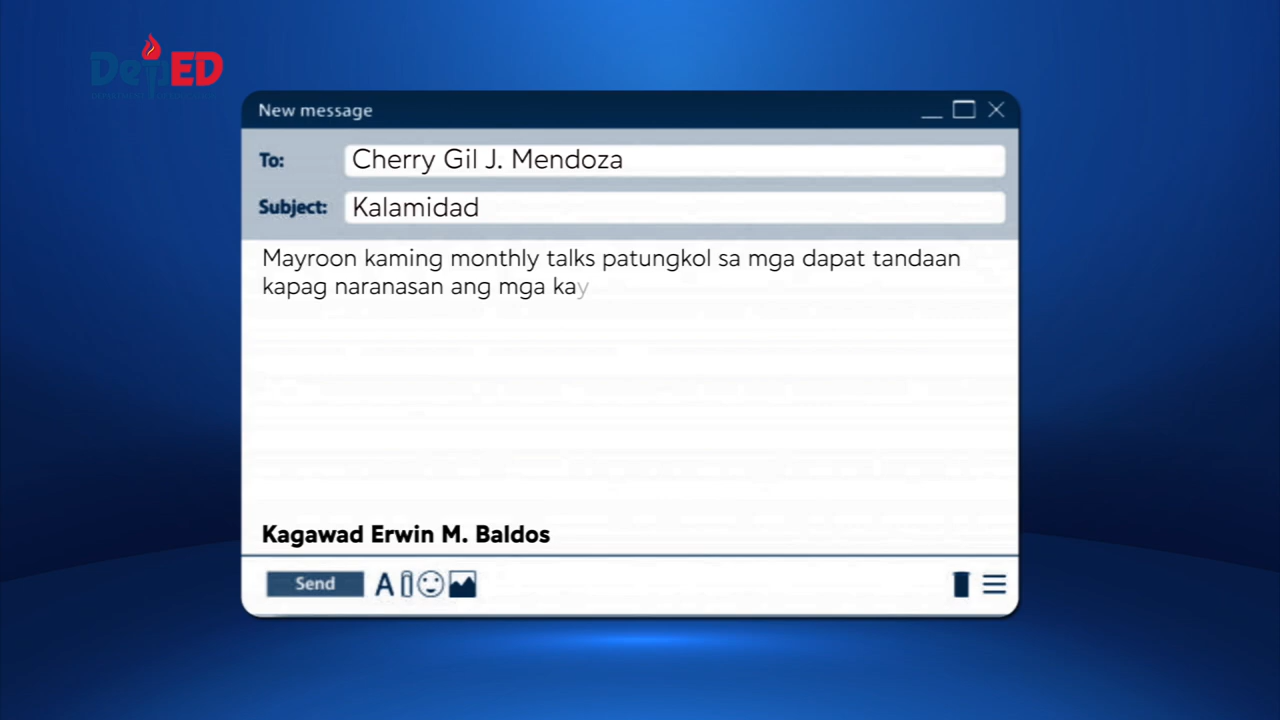 DepED
New message
To: Cherry Gil J. Mendoza
Subject: Kalamidad
Mayroon kaming monthly talks patungkol sa mga dapat tandaan
kapag naranasan ang mga kay
Kagawad Erwin M. Baldos
Send